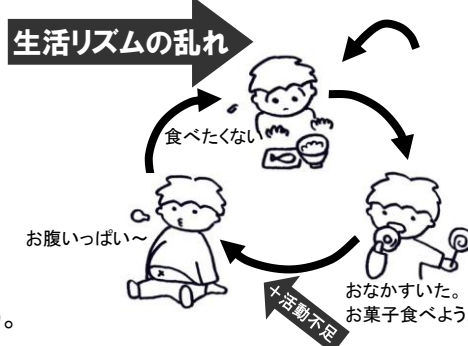 生活リズムの乱れ
食べたくない
おなかすいた。
お菓子食べよう
+活動不足
お腹いっぱい~
。